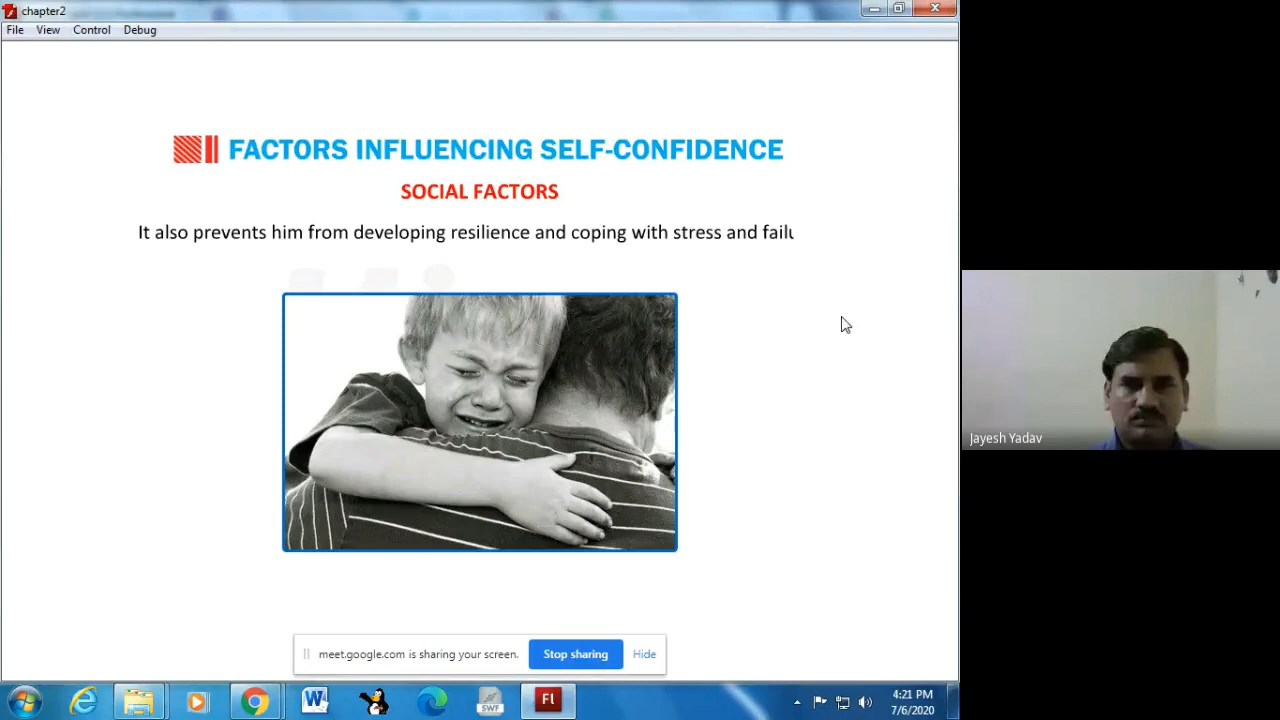 chapter2
File View Control Debug
FACTORS INFLUENCING SELF-CONFIDENCE
SOCIAL FACTORS
It also prevents him from developing resilience and coping with stress and failu
Jayesh Yadav
meet.google.com is sharing your screen. Stop sharing Hide
SWF
Fl
4:21 PM
7/6/2020